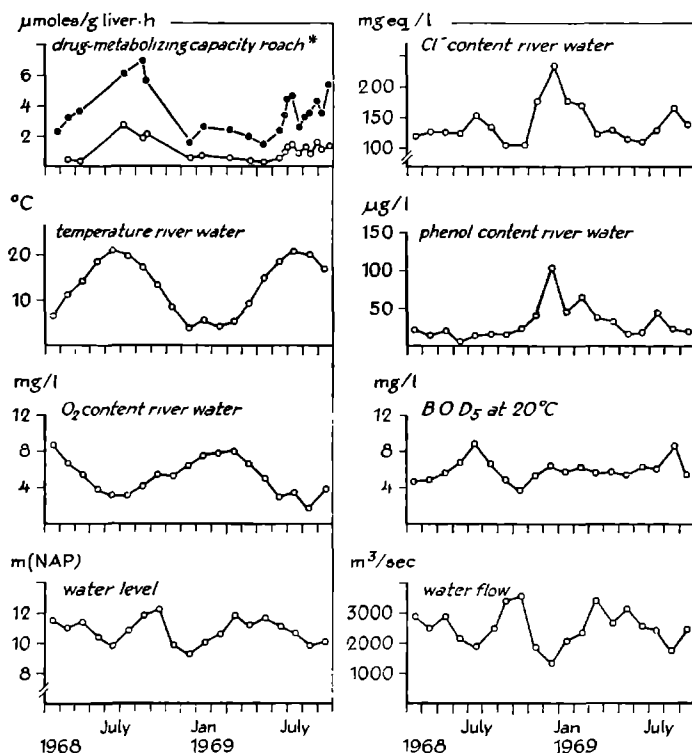 µmoles/g liver·h
drug-metabolizing capacity roach *
6
4
2
°C
temperature river water
20
10
mg/l
O₂ content river water
12
8
4
m(NAP)
water level
12
10
8
July
Jan
July
1968
1969
mg eq /l
Cl⁻ content river water
200
150
100
µg/l
phenol content river water
150
100
50
mg/l
B O D₅ at 20°C
12
8
4
m³/sec
water flow
3000
2000
1000
July
Jan
July
1968
1969